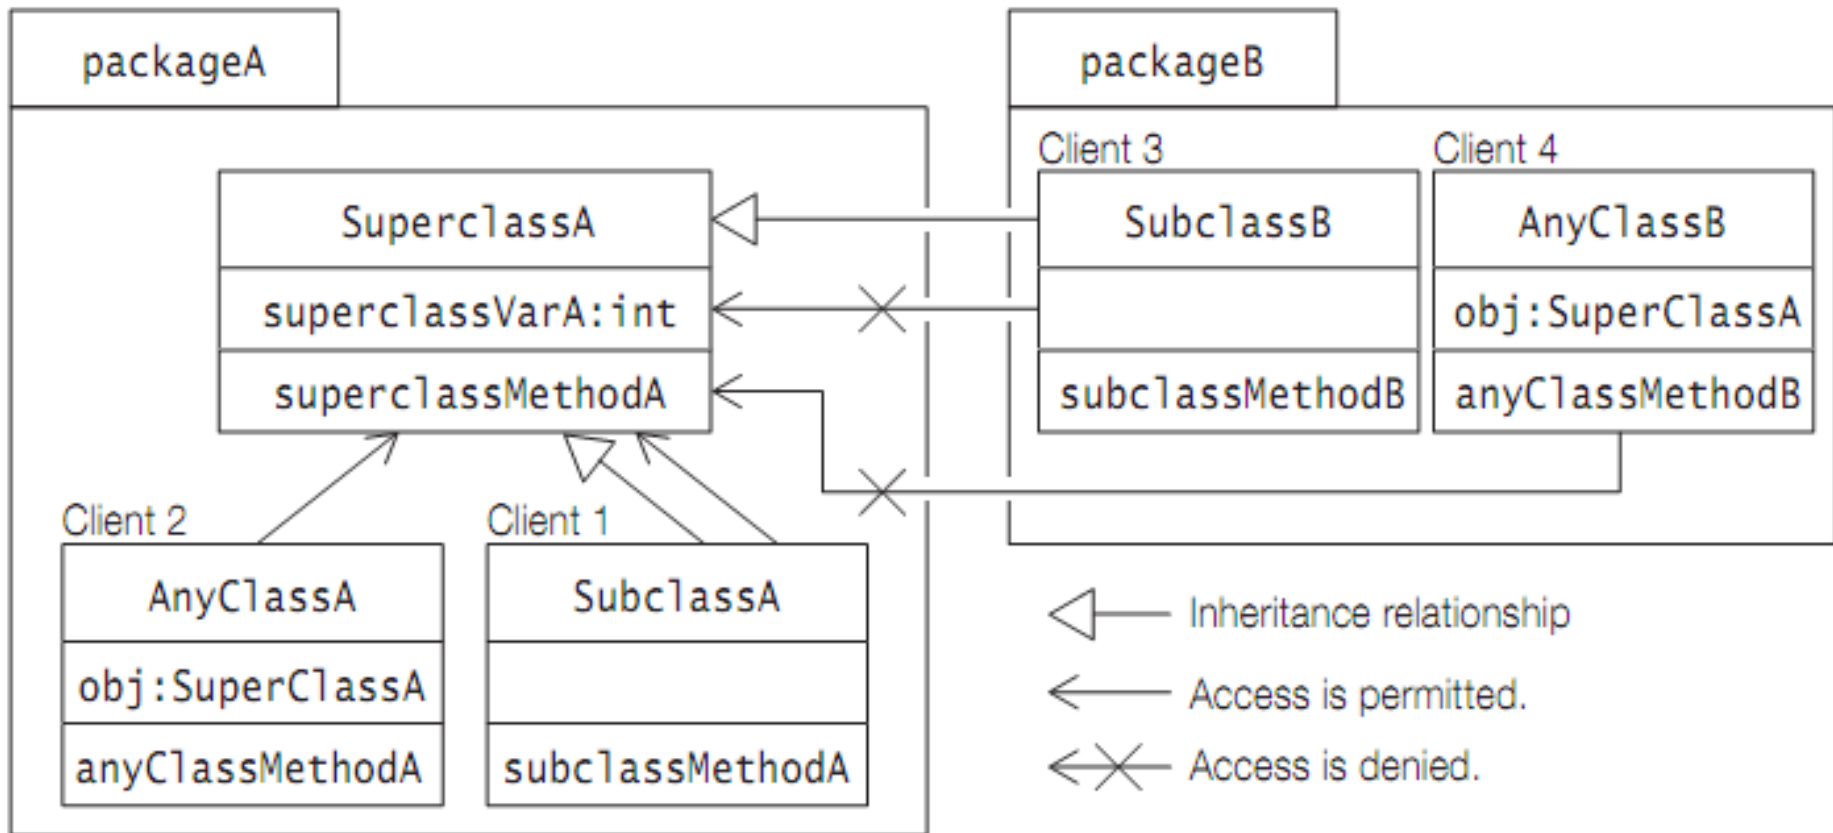 packageA
SuperclassA
superclassVarA:int
superclassMethodA
Client 2
AnyClassA
obj:SuperClassA
anyClassMethodA
Client 1
SubclassA
subclassMethodA
packageB
Client 3
SubclassB
subclassMethodB
Client 4
AnyClassB
obj:SuperClassA
anyClassMethodB
Inheritance relationship
Access is permitted.
Access is denied.